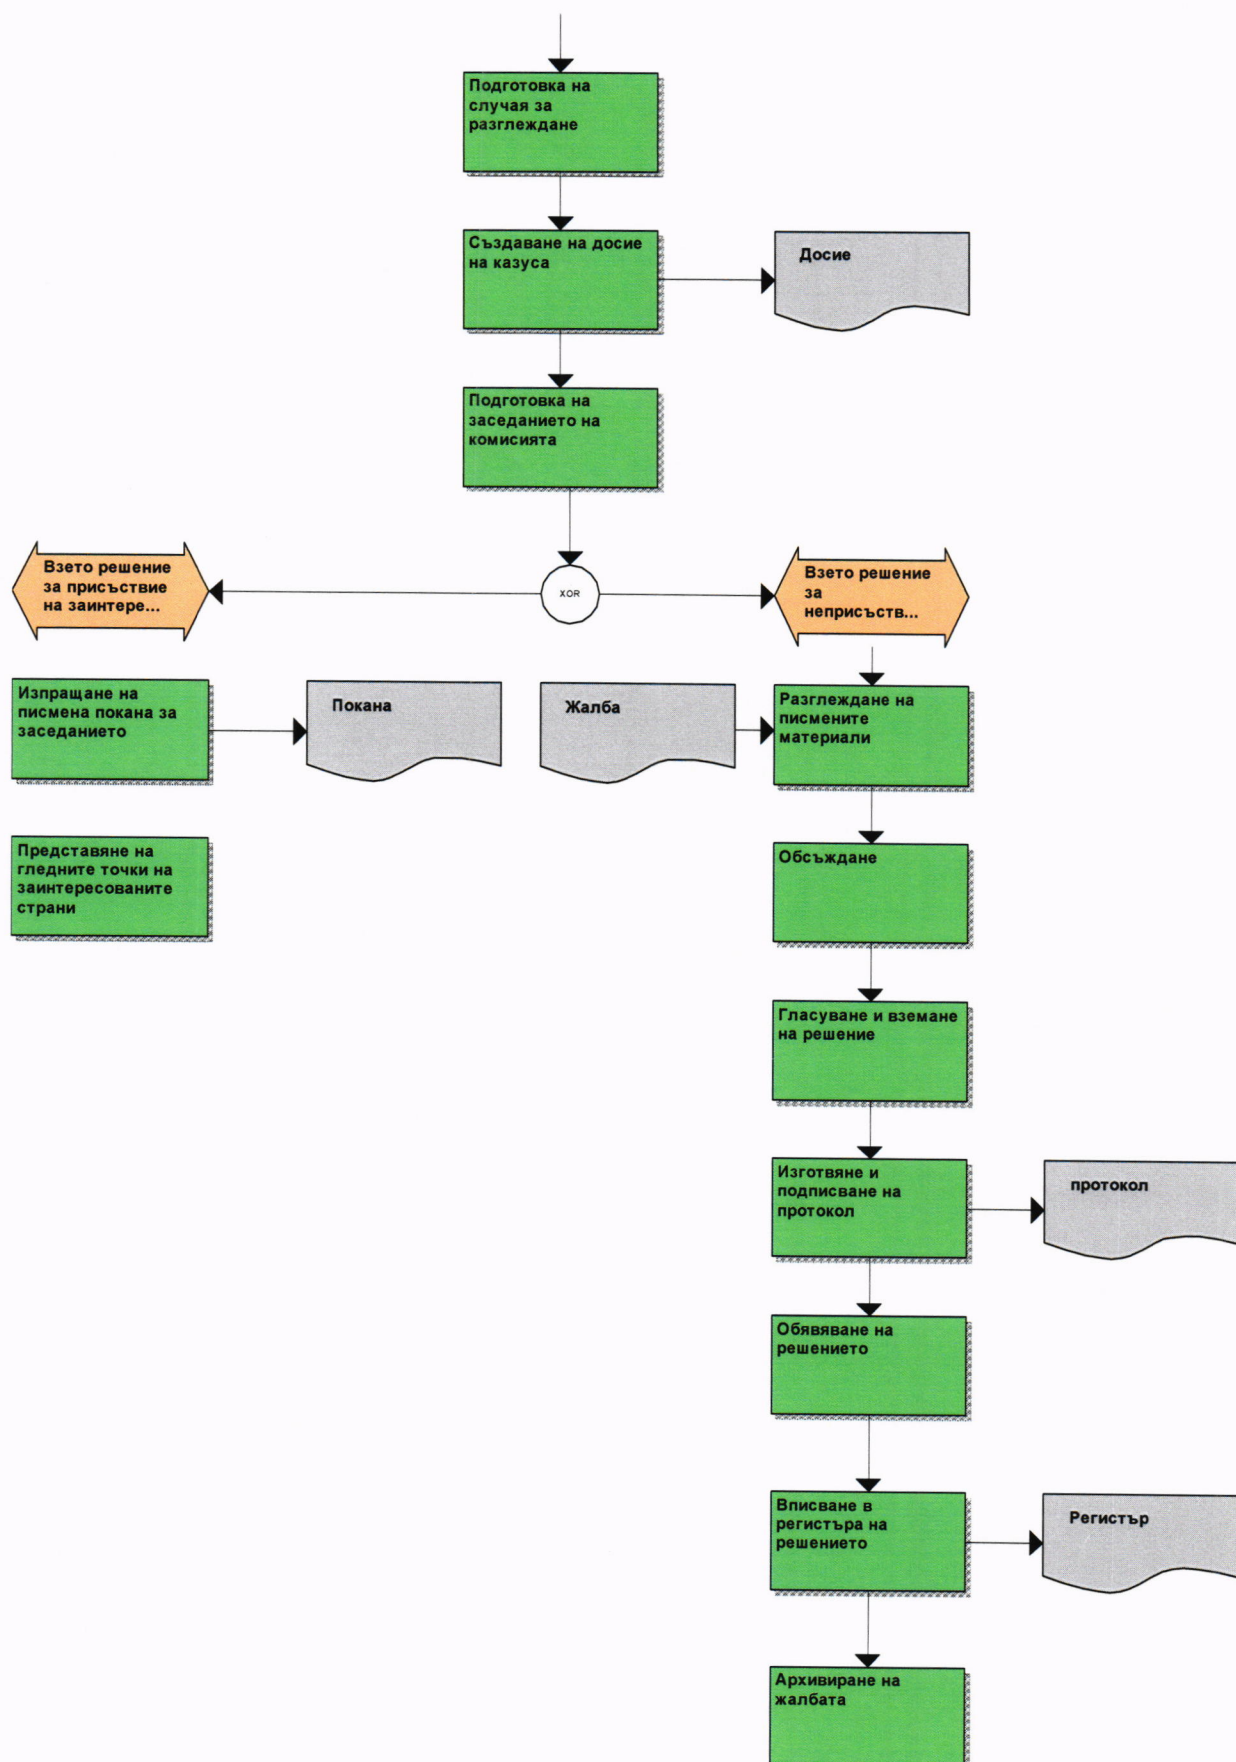 Подготовка на
случая за
разглеждане
Създаване на досие
на казуса
Досие
Подготовка на
заседанието на
комисията
Взето решение
за присъствие
на заинтере...
XOR
Взето решение
за
неприсъств...
Изпращане на
писмена покана за
заседанието
Покана
Жалба
Разглеждане на
писмените
материали
Представяне на
гледните точки на
заинтересованите
страни
Обсъждане
Гласуване и вземане
на решение
Изготвяне и
подписване на
протокол
протокол
Обявяване на
решението
Вписване в
регистъра на
решението
Регистър
Архивиране на
жалбата